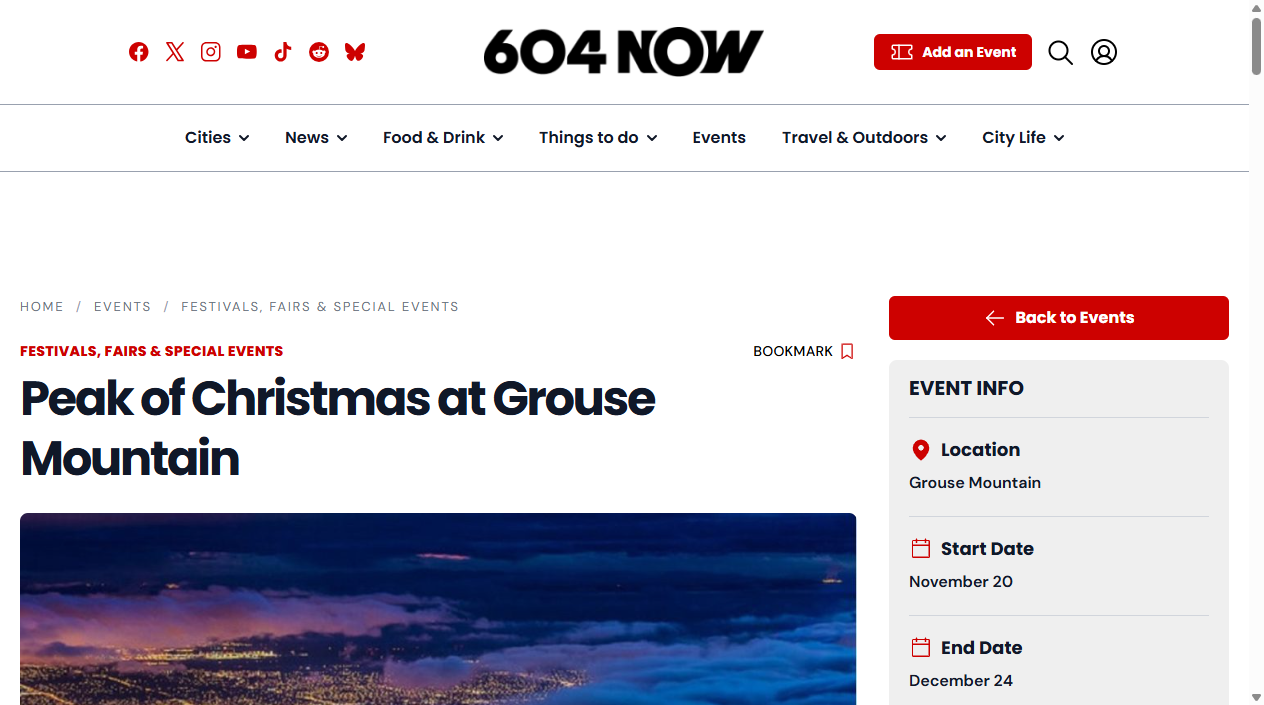 604 NOW
Add an Event
Cities
News
Food & Drink
Things to do
Events
Travel & Outdoors
City Life
HOME / EVENTS / FESTIVALS, FAIRS & SPECIAL EVENTS
FESTIVALS, FAIRS & SPECIAL EVENTS
BOOKMARK
Peak of Christmas at Grouse
Mountain
Back to Events
EVENT INFO
Location
Grouse Mountain
Start Date
November 20
End Date
December 24